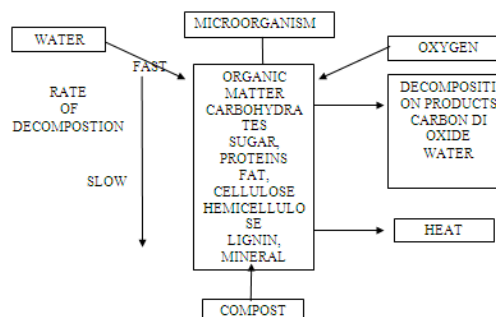 MICROORGANISM
WATER
OXYGEN
FAST
RATE
OF
DECOMPOSTION
SLOW
ORGANIC
MATTER
CARBOHYDRA
TES
SUGAR,
PROTEINS
FAT,
CELLULOSE
HEMICELLULO
SE
LIGNIN,
MINERAL
DECOMPOSITI
ON PRODUCTS
CARBON DI
OXIDE
WATER
HEAT
COMPOST